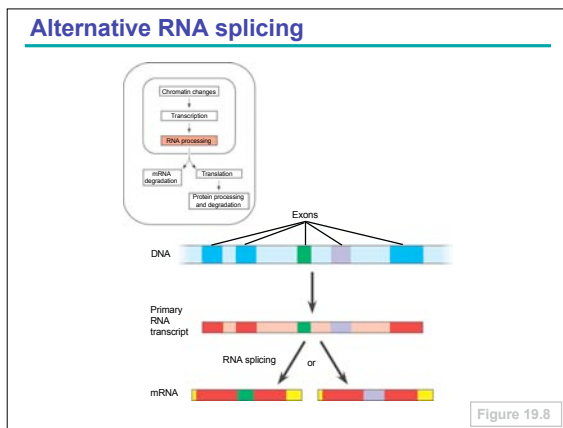 Alternative RNA splicing
Chromatin changes
Transcription
RNA processing
mRNA
degradation
Translation
Protein processing
and degradation
Exons
DNA
Primary
RNA
transcript
RNA splicing
or
mRNA
Figure 19.8